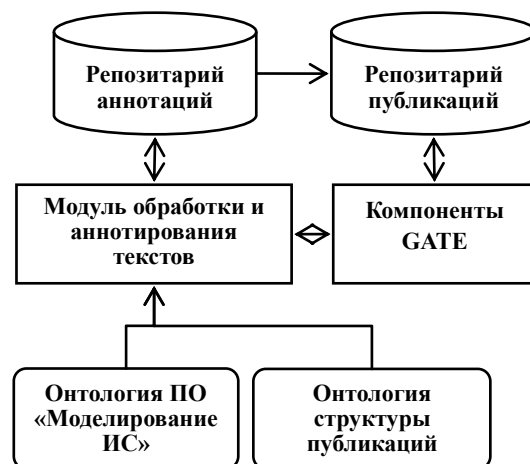 Репозитарий
аннотаций
Репозитарий
публикаций
Модуль обработки и
аннотирования
текстов
Компоненты
GATE
Онтология ПО
«Моделирование
ИС»
Онтология
структуры
публикаций